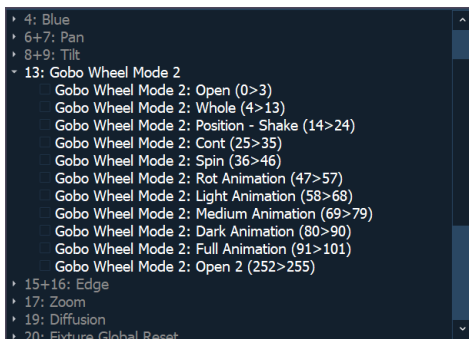 4: Blue
6+7: Pan
8+9: Tilt
13: Gobo Wheel Mode 2
Gobo Wheel Mode 2: Open (0>3)
Gobo Wheel Mode 2: Whole (4>13)
Gobo Wheel Mode 2: Position - Shake (14>24)
Gobo Wheel Mode 2: Cont (25>35)
Gobo Wheel Mode 2: Spin (36>46)
Gobo Wheel Mode 2: Rot Animation (47>57)
Gobo Wheel Mode 2: Light Animation (58>68)
Gobo Wheel Mode 2: Medium Animation (69>79)
Gobo Wheel Mode 2: Dark Animation (80>90)
Gobo Wheel Mode 2: Full Animation (91>101)
Gobo Wheel Mode 2: Open 2 (252>255)
15+16: Edge
17: Zoom
19: Diffusion
20: Fixture Global Reset